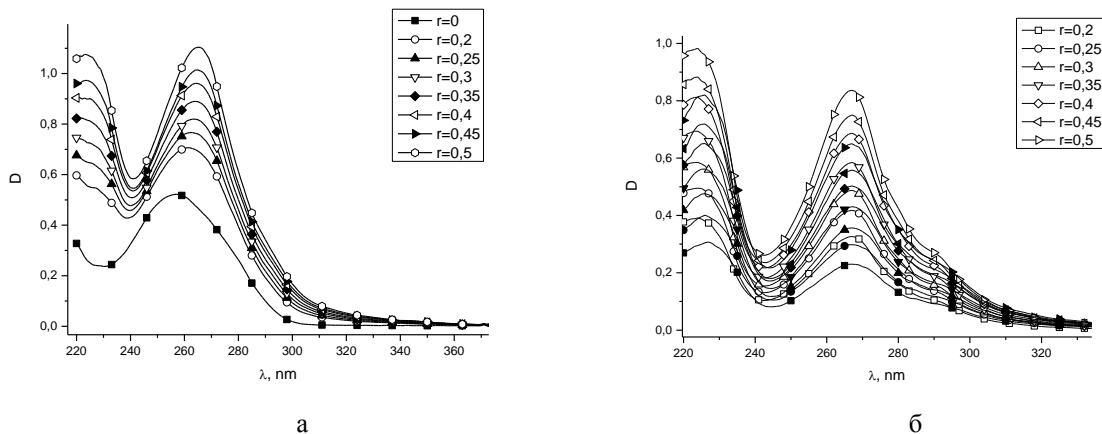 r=0
r=0,2
r=0,25
r=0,3
r=0,35
r=0,4
r=0,45
r=0,5
1,0
0,8
0,6
0,4
0,2
0,0
D
220 240 260 280 300 320 340 360
λ, nm
а
r=0,2
r=0,25
r=0,3
r=0,35
r=0,4
r=0,45
r=0,5
1,0
0,8
0,6
0,4
0,2
0,0
D
220 240 260 280 300 320
λ, nm
б